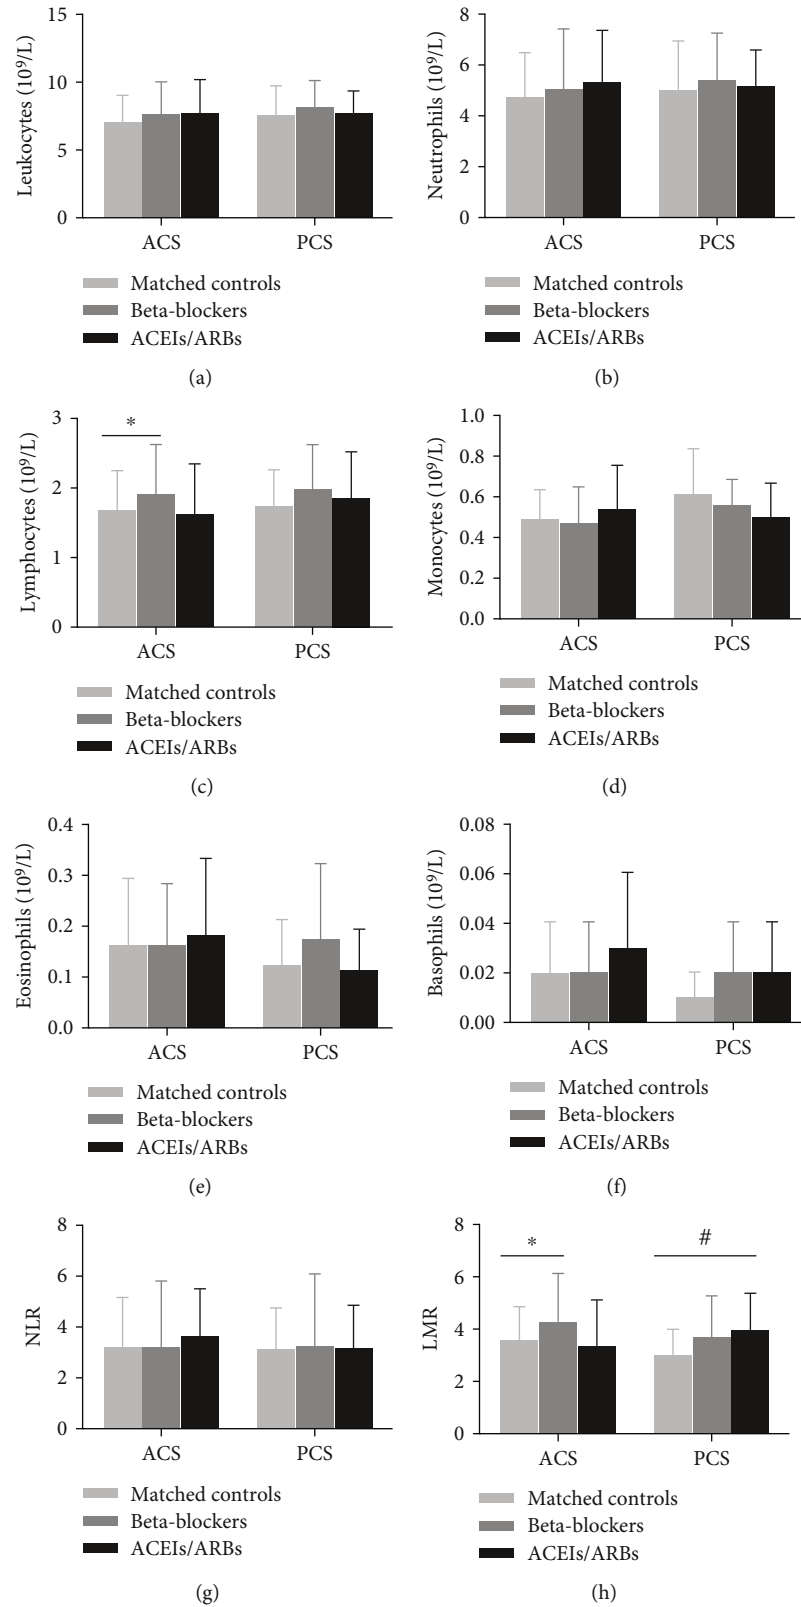 Leukocytes (10⁹/L)
15
10
5
0
ACS PCS
Matched controls
Beta-blockers
ACEIs/ARBs
(a)
Neutrophils (10⁹/L)
8
6
4
2
0
ACS PCS
Matched controls
Beta-blockers
ACEIs/ARBs
(b)
Lymphocytes (10⁹/L)
3
2
1
0
*
ACS PCS
Matched controls
Beta-blockers
ACEIs/ARBs
(c)
Monocytes (10⁹/L)
1.0
0.8
0.6
0.4
0.2
0.0
ACS PCS
Matched controls
Beta-blockers
ACEIs/ARBs
(d)
Eosinophils (10⁹/L)
0.4
0.3
0.2
0.1
0.0
ACS PCS
Matched controls
Beta-blockers
ACEIs/ARBs
(e)
Basophils (10⁹/L)
0.08
0.06
0.04
0.02
0.00
ACS PCS
Matched controls
Beta-blockers
ACEIs/ARBs
(f)
NLR
8
6
4
2
0
ACS PCS
Matched controls
Beta-blockers
ACEIs/ARBs
(g)
LMR
8
6
4
2
0
* #
ACS PCS
Matched controls
Beta-blockers
ACEIs/ARBs
(h)